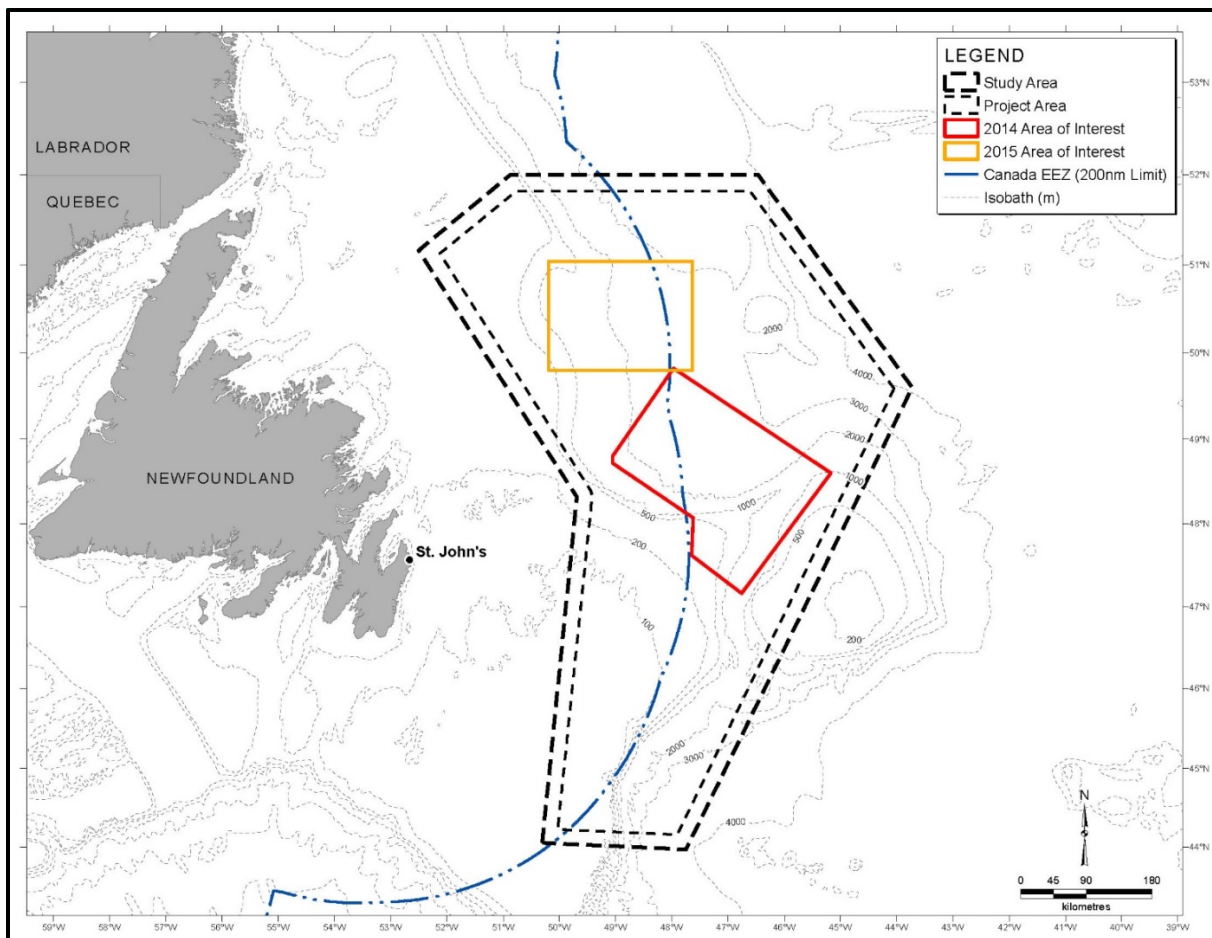 LEGEND
Study Area
Project Area
2014 Area of Interest
2015 Area of Interest
Canada EEZ (200nm Limit)
Isobath (m)
LABRADOR
QUEBEC
NEWFOUNDLAND
St. John's
2000
4000
3000
2000
1000
500
1000
500
200
100
200
2000
3000
4000
53°N
52°N
51°N
50°N
49°N
48°N
47°N
46°N
45°N
44°N
N
0 45 90 180
kilometres
59°W 58°W 57°W 56°W 55°W 54°W 53°W 52°W 51°W 50°W 49°W 48°W 47°W 46°W 45°W 44°W 43°W 42°W 41°W 40°W 39°W